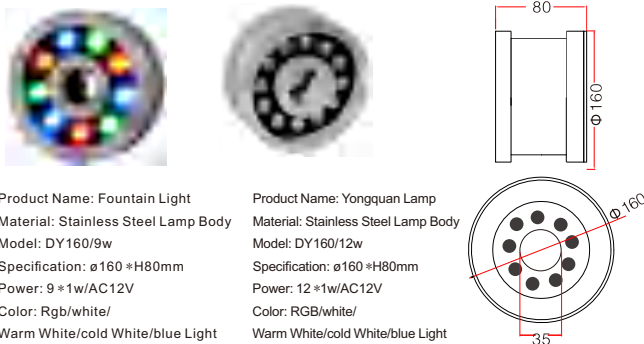 80
Φ160
Product Name: Fountain Light
Material: Stainless Steel Lamp Body
Model: DY160/9w
Specification: ø160 *H80mm
Power: 9 *1w/AC12V
Color: Rgb/white/
Warm White/cold White/blue Light
Product Name: Yongquan Lamp
Material: Stainless Steel Lamp Body
Model: DY160/12w
Specification: ø160 *H80mm
Power: 12 *1w/AC12V
Color: RGB/white/
Warm White/cold White/blue Light
Φ160
35